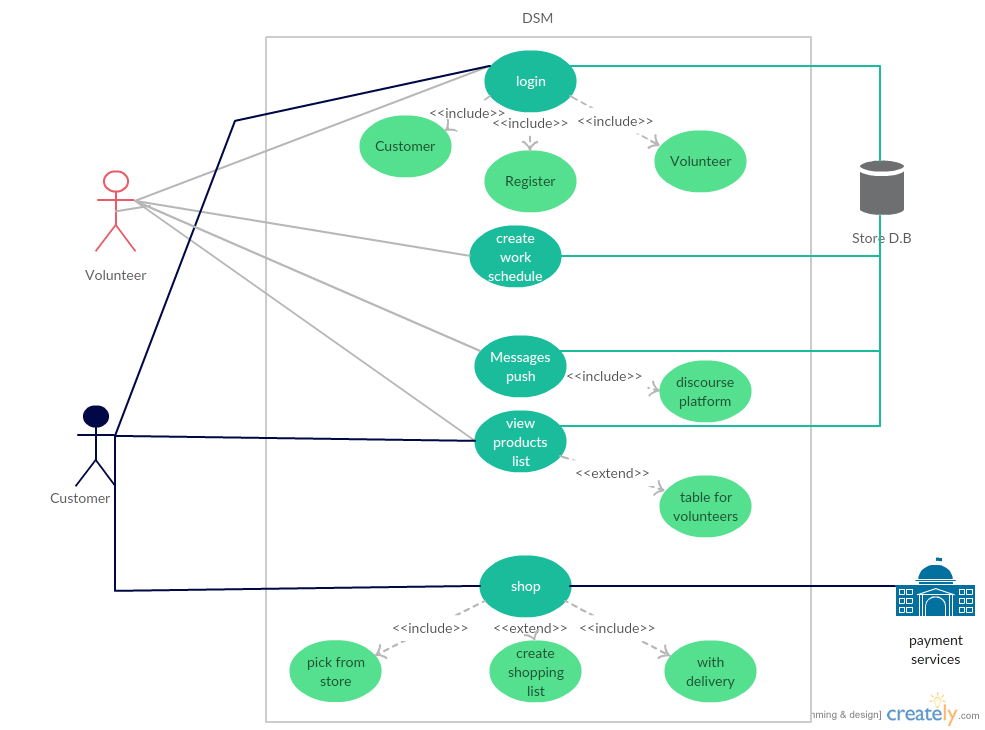 DSM
login
<<include>>
<<include>>
<<include>>
Customer
Register
Volunteer
Volunteer
create
work
schedule
Store D.B
Messages
push
<<include>>
discourse
platform
view
products
list
<<extend>>
table for
volunteers
Customer
shop
<<include>>
<<extend>>
<<include>>
pick from
store
create
shopping
list
with
delivery
payment
services
& design]
creately.com